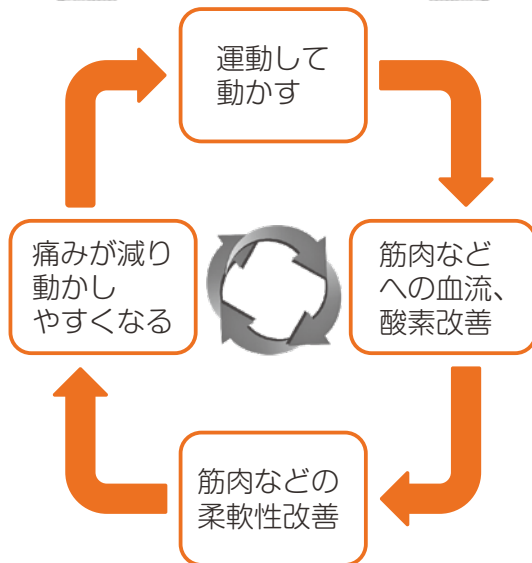 運動して
動かす
筋肉など
への血流、
酸素改善
筋肉などの
柔軟性改善
痛みが減り
動かし
やすくなる